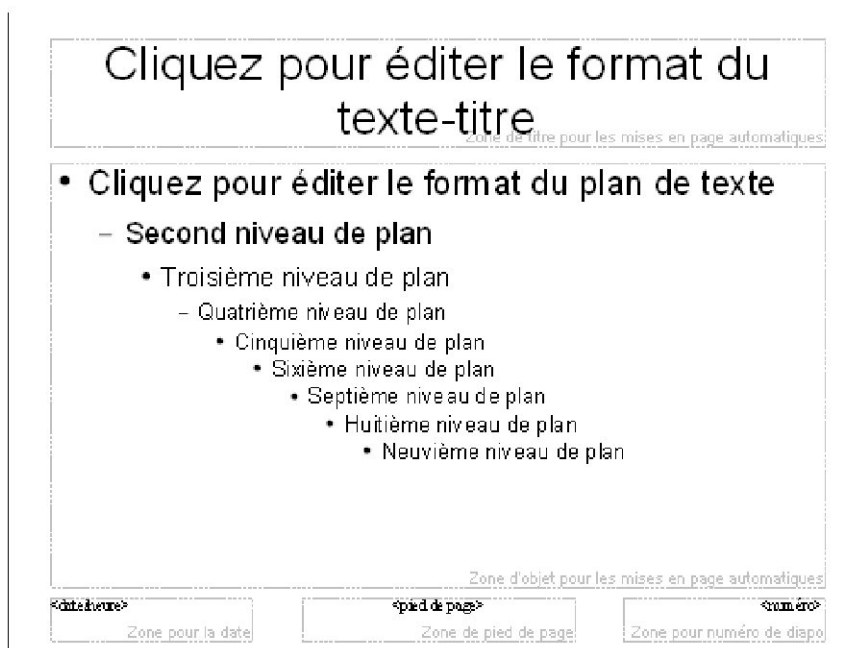 Cliquez pour éditer le format du
texte-titre
Zone de titre pour les mises en page automatiques
• Cliquez pour éditer le format du plan de texte
– Second niveau de plan
• Troisième niveau de plan
– Quatrième niveau de plan
• Cinquième niveau de plan
• Sixième niveau de plan
• Septième niveau de plan
• Huitième niveau de plan
• Neuvième niveau de plan
Zone d'objet pour les mises en page automatiques
<date/heure> <pied de page> <numéro>
Zone pour la date Zone de pied de page Zone pour numéro de diapo